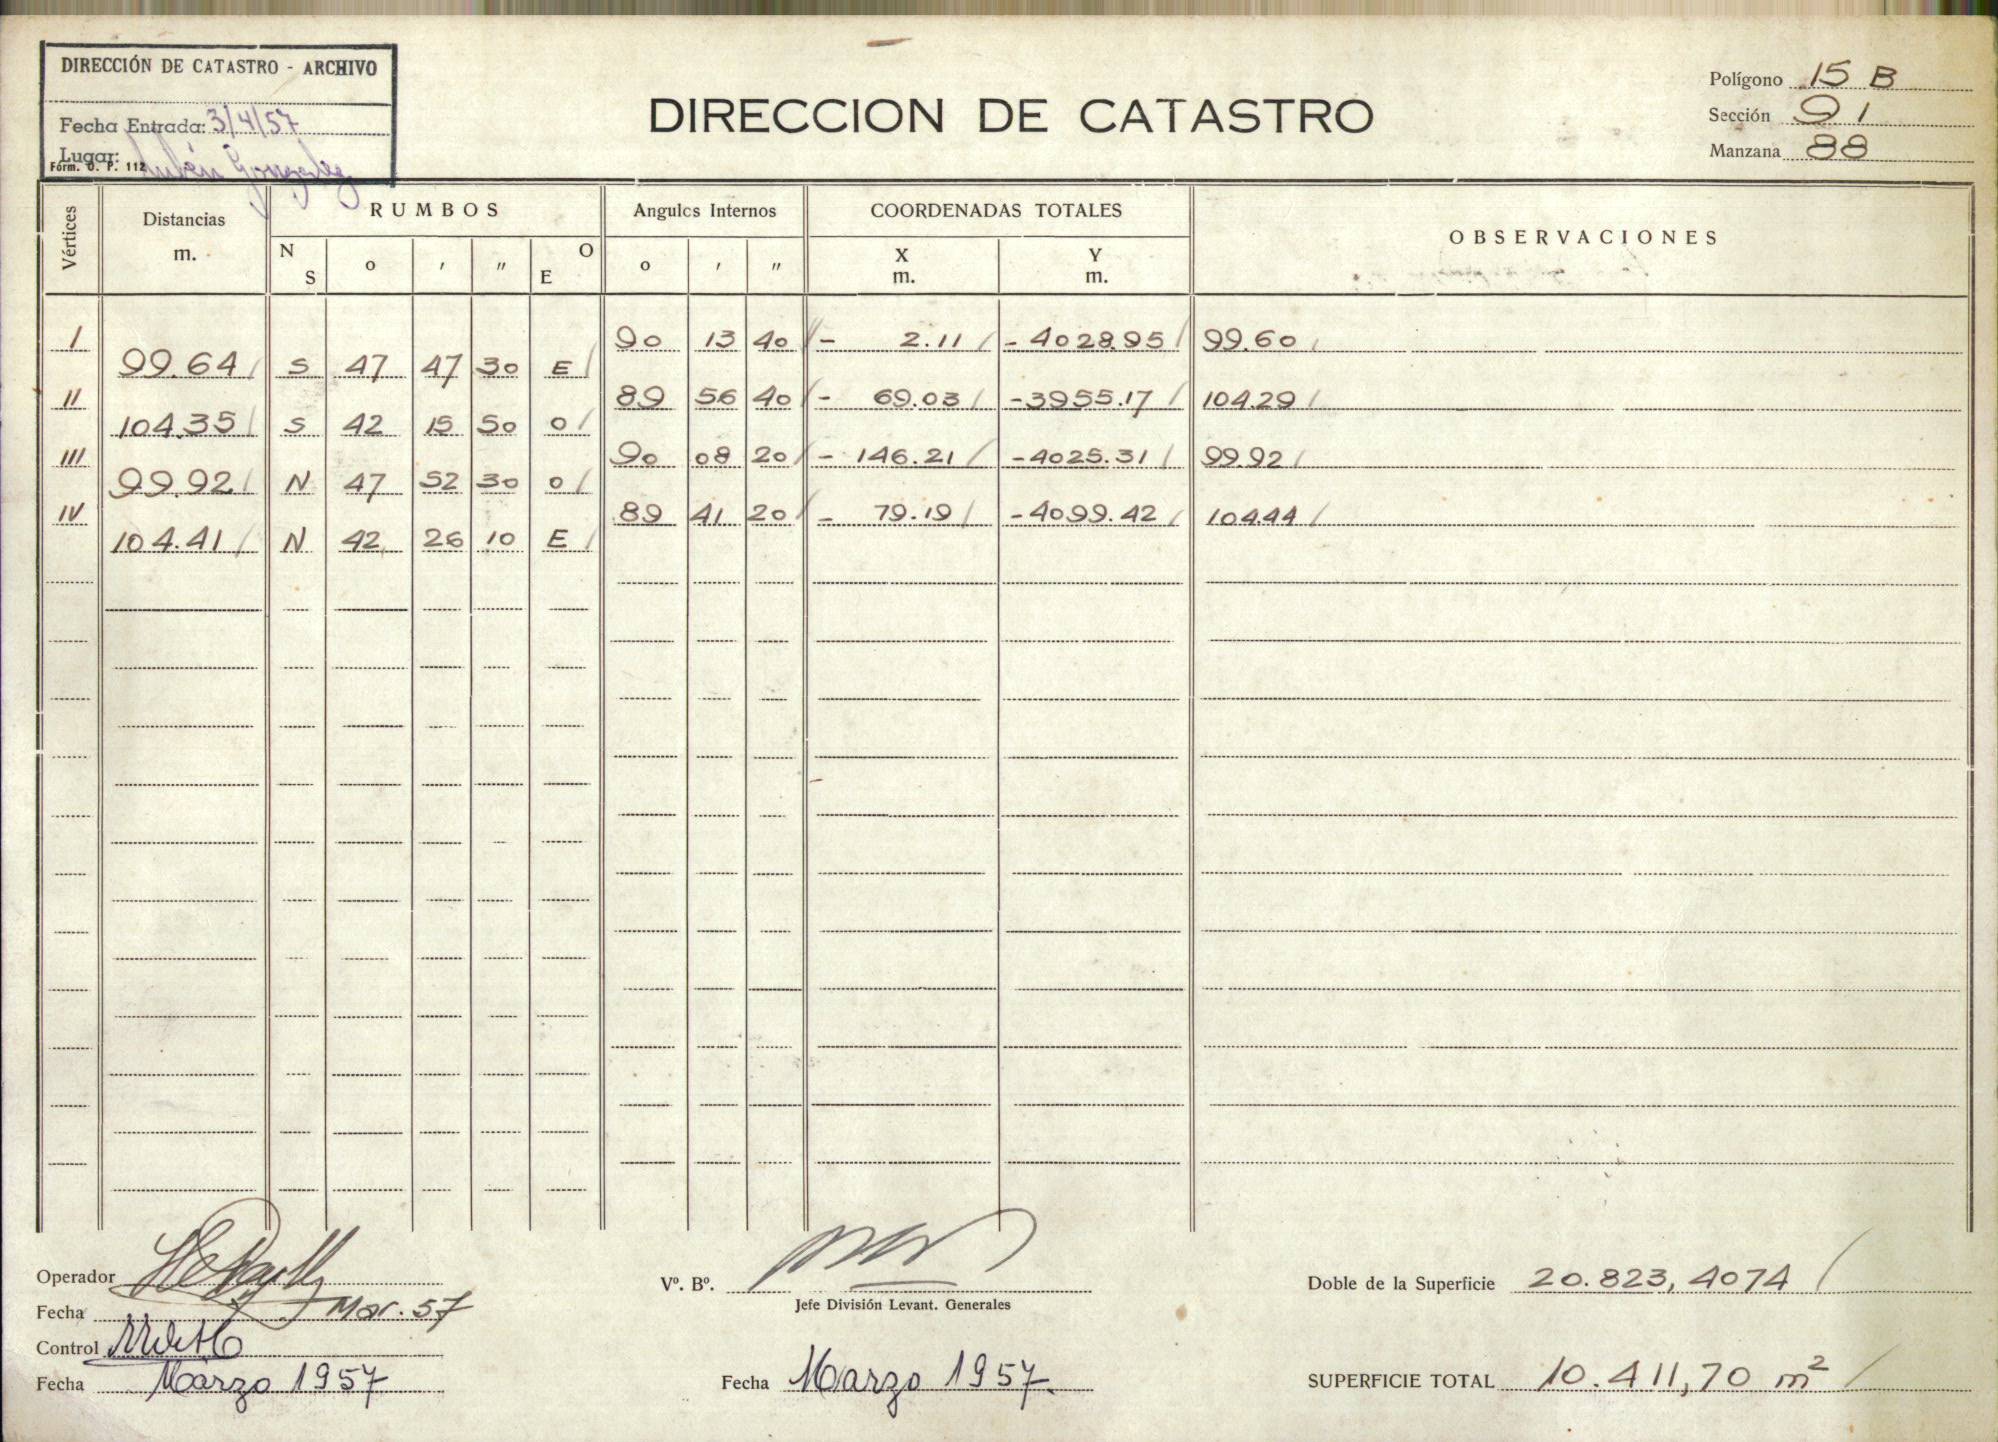 DIRECCIÓN DE CATASTRO - ARCHIVO
Fecha Entrada: 3/4/57
Lugar: Rubén González
Fórm. O. P. 112
DIRECCION DE CATASTRO
Polígono 15 B
Sección 91
Manzana 88
Vértices Distancias m. RUMBOS Angulos Internos COORDENADAS TOTALES OBSERVACIONES
N S o ' " O E o ' " X m. Y m.
I 90 13 40 - 2.11 - 4028.95 99.60
99.64 S 47 47 30 E
II 89 56 40 - 69.03 -3955.17 104.29
104.35 S 42 15 50 O
III 90 08 20 - 146.21 -4025.31 99.92
99.92 N 47 52 30 O
IV 89 41 20 - 79.19 -4099.42 104.44
104.41 N 42 26 10 E
Operador
Fecha Mar. 57
Control
Fecha Marzo 1957
Vº. Bº.
Jefe División Levant. Generales
Fecha Marzo 1957.
Doble de la Superficie 20.823,4074
SUPERFICIE TOTAL 10.411,70 m²